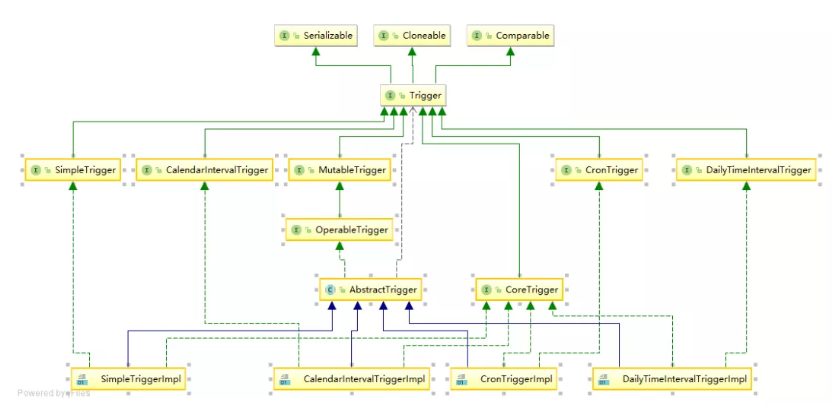 Serializable
Cloneable
Comparable
Trigger
SimpleTrigger
CalendarIntervalTrigger
MutableTrigger
CronTrigger
DailyTimeIntervalTrigger
OperableTrigger
AbstractTrigger
CoreTrigger
SimpleTriggerImpl
CalendarIntervalTriggerImpl
CronTriggerImpl
DailyTimeIntervalTriggerImpl
Powered by yFiles